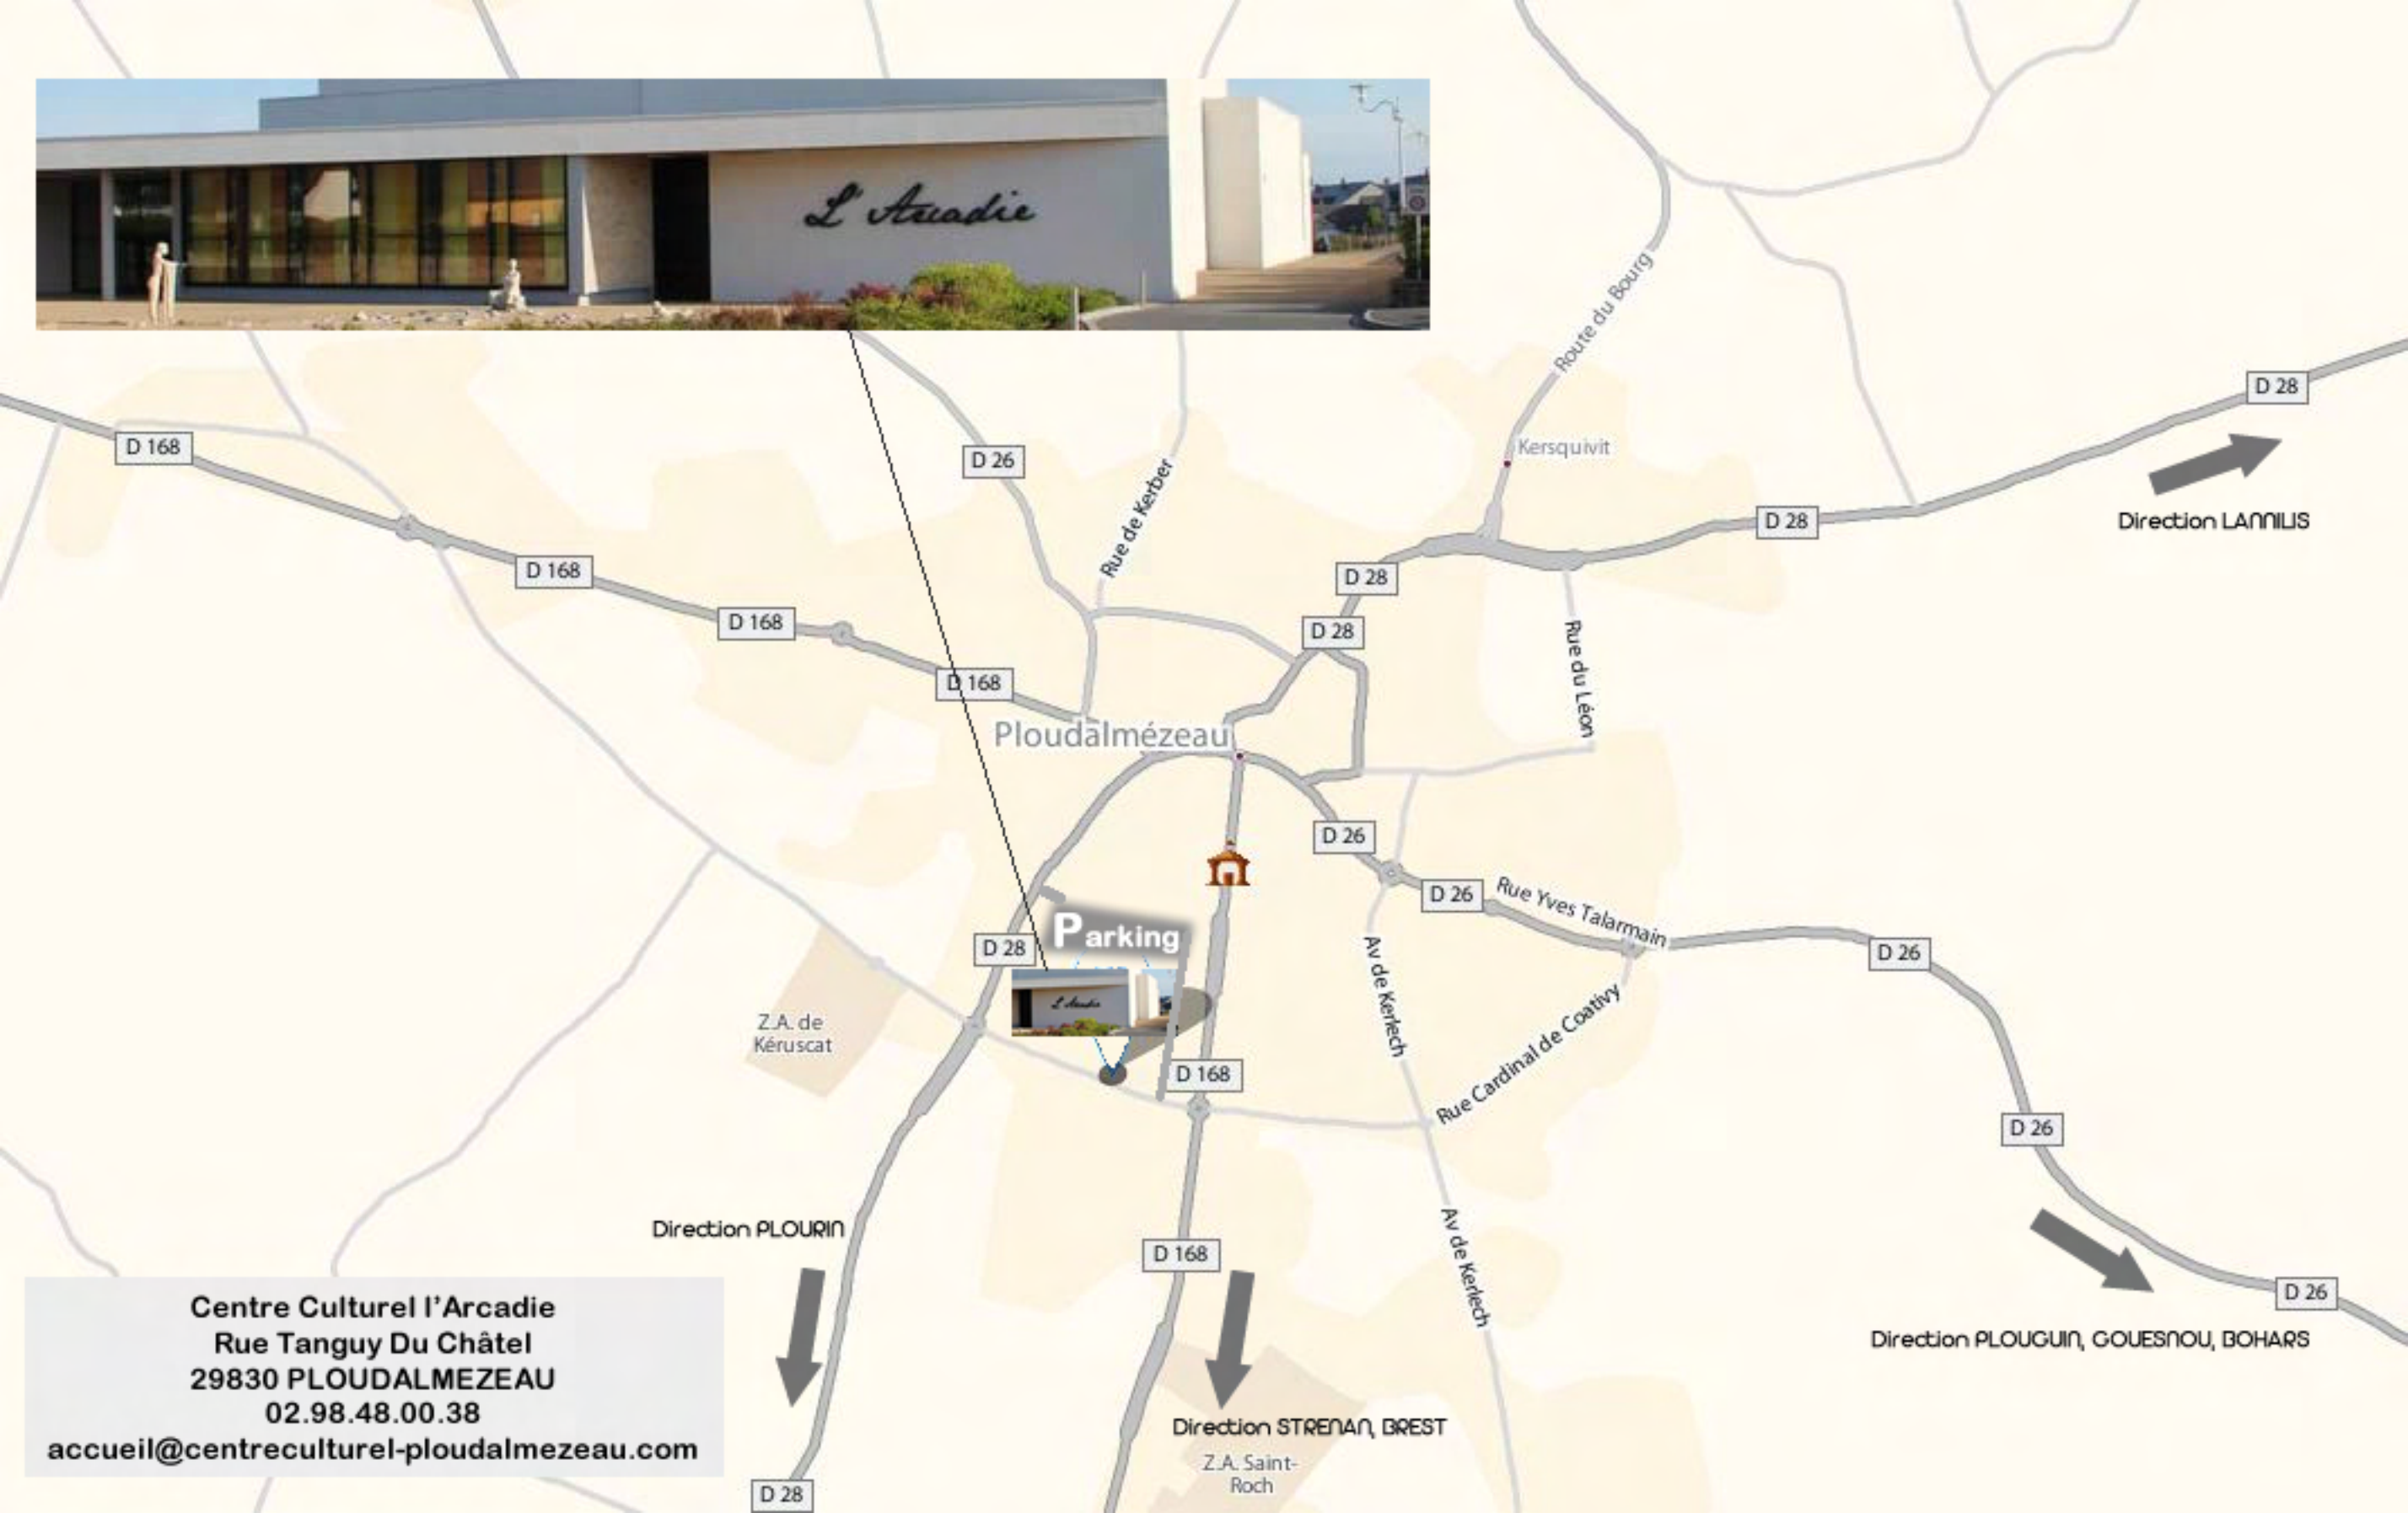 L'Arcadie
Route du Bourg
D 28
Direction LANNILIS
D 168
D 26
Rue de Kerber
Kersquivit
D 28
D 168
D 28
D 168
D 28
Rue du Léon
D 168
Ploudalmézeau
D 26
D 26
Rue Yves Talarmain
Parking
D 28
Av de Kerlech
D 26
L'Arcadie
Z.A. de
Kéruscat
Rue Cardinal de Coativy
D 168
D 26
Direction PLOURIN
D 168
Av de Kerlech
D 26
Direction PLOUGUIN, GOUESNOU, BOHARS
Centre Culturel l'Arcadie
Rue Tanguy Du Châtel
29830 PLOUDALMEZEAU
02.98.48.00.38
accueil@centreculturel-ploudalmezeau.com
Direction STRENAN, BREST
Z.A. Saint-
Roch
D 28